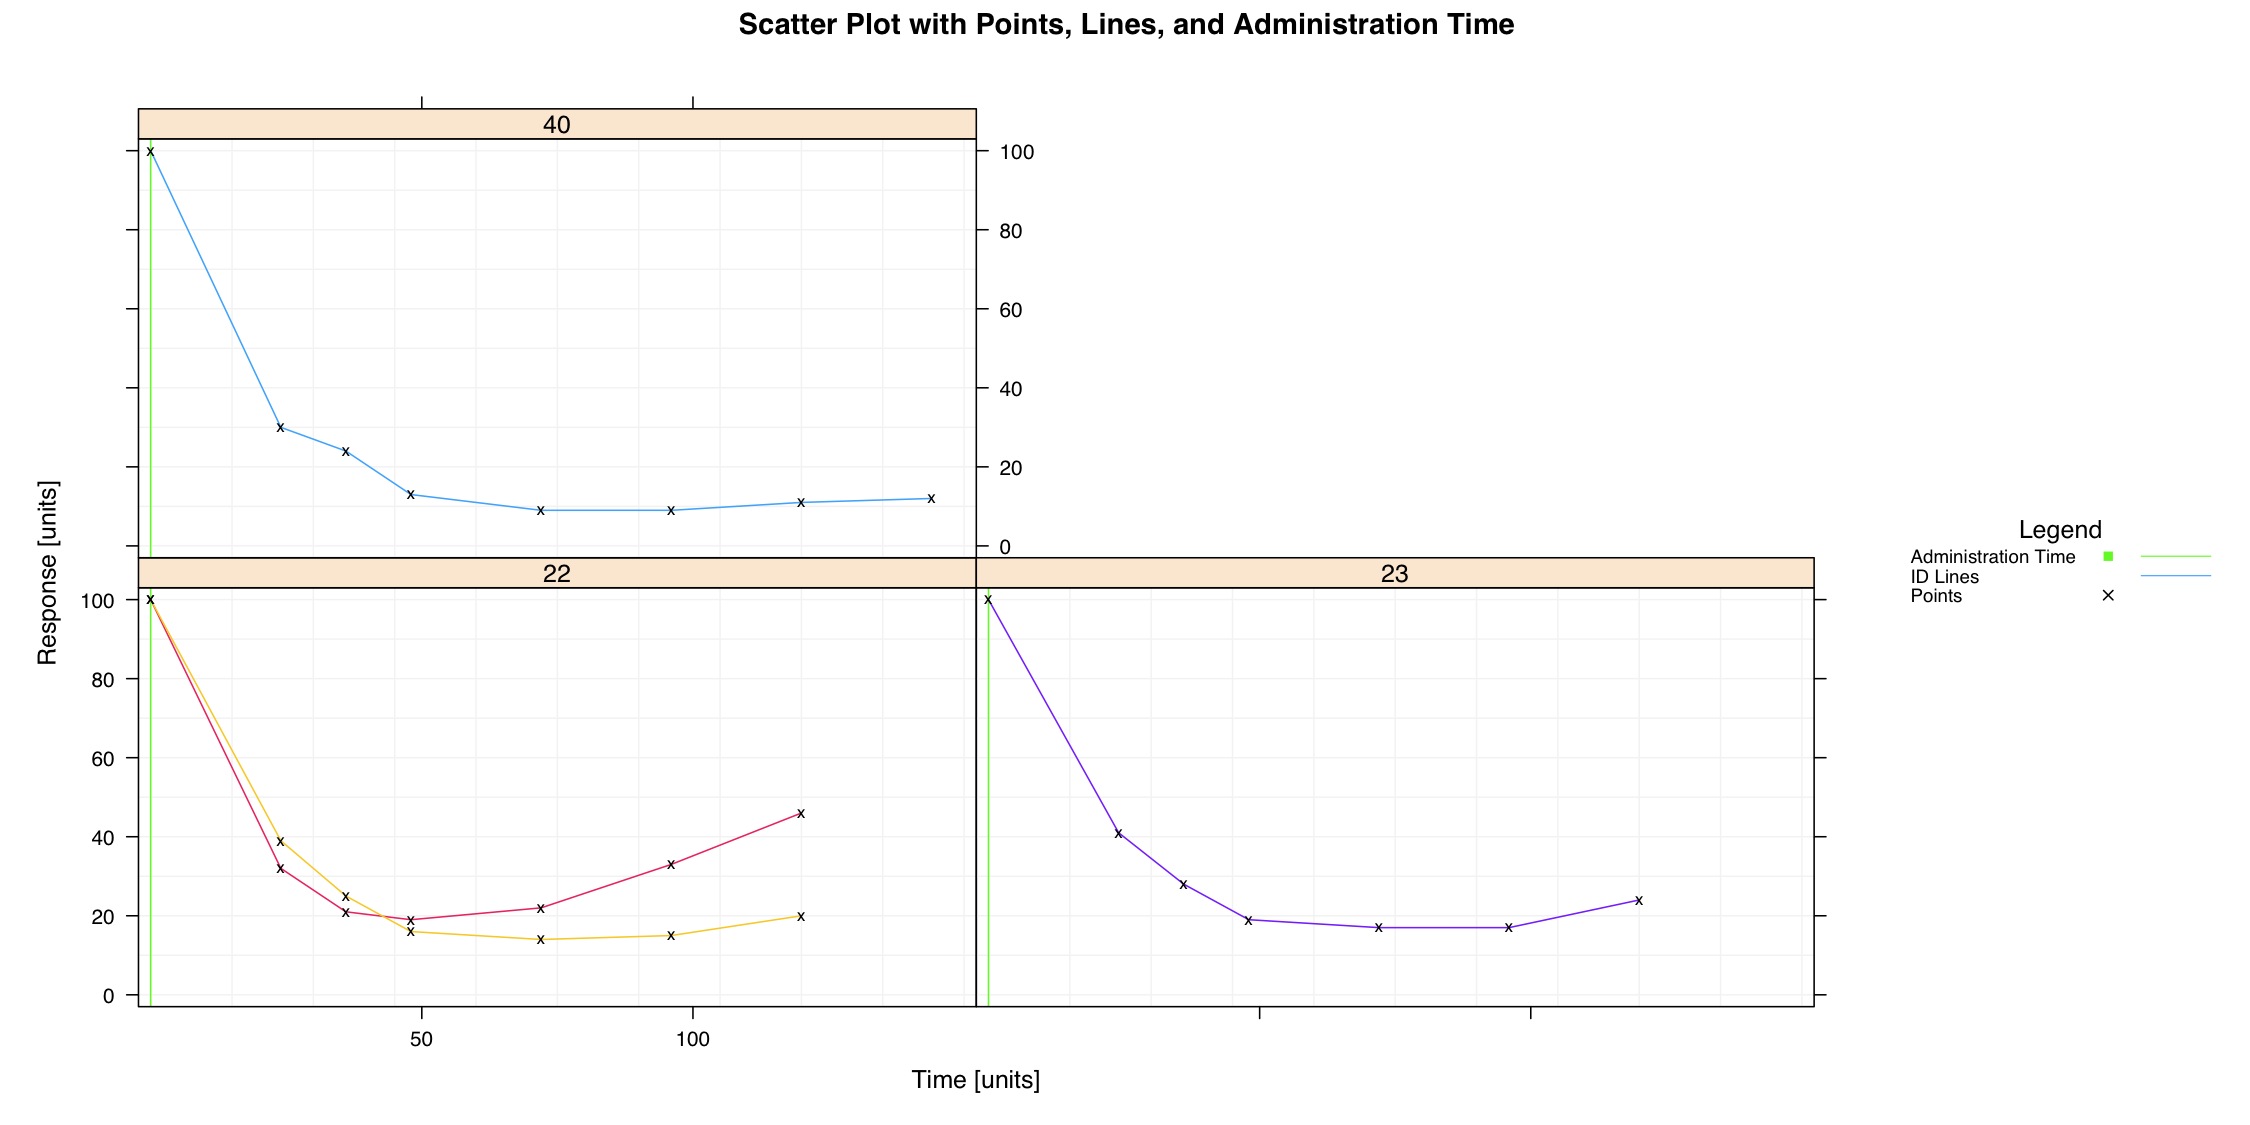 Scatter Plot with Points, Lines, and Administration Time
40
100
80
60
40
20
0
22
23
100
80
60
40
20
0
50
100
Response [units]
Time [units]
Legend
Administration Time
ID Lines
Points